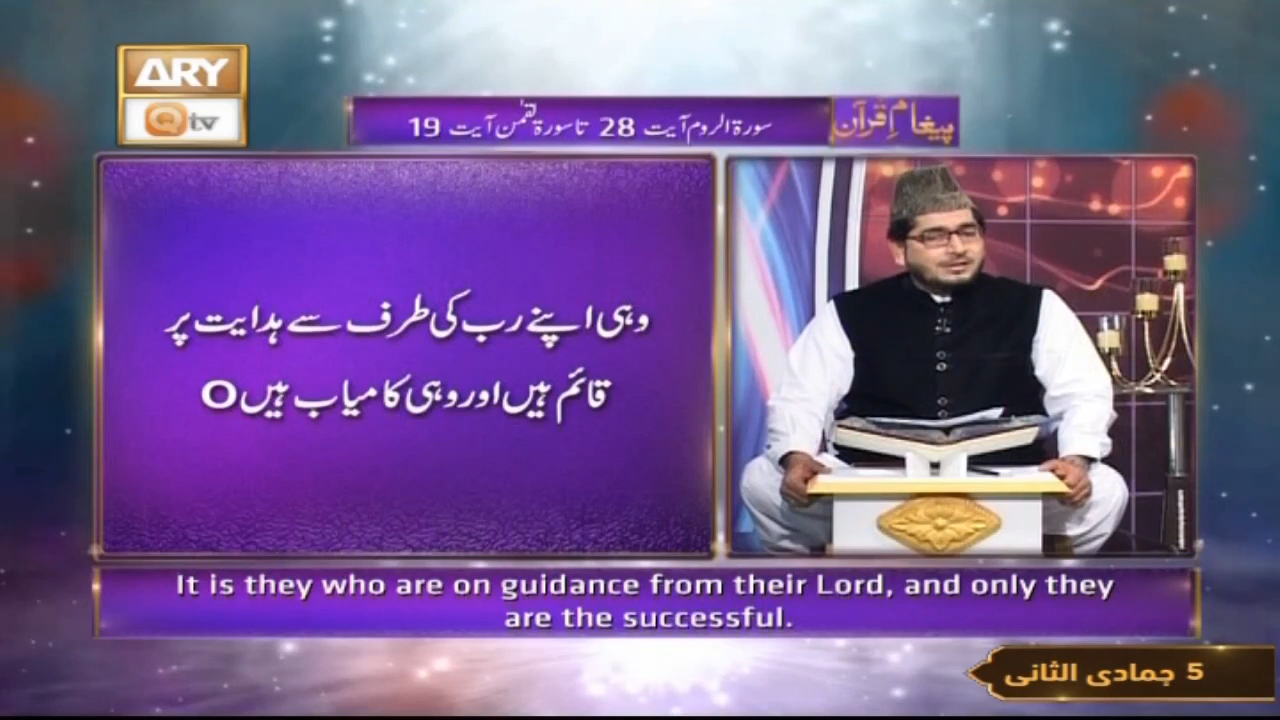 ARY
Qtv
پیغامِ قرآن
سورۃ الروم آیت 28 تا سورۃ لقمٰن آیت 19
وہی اپنے رب کی طرف سے ہدایت پر
قائم ہیں اور وہی کامیاب ہیں O
It is they who are on guidance from their Lord, and only they
are the successful.
5 جمادی الثانی